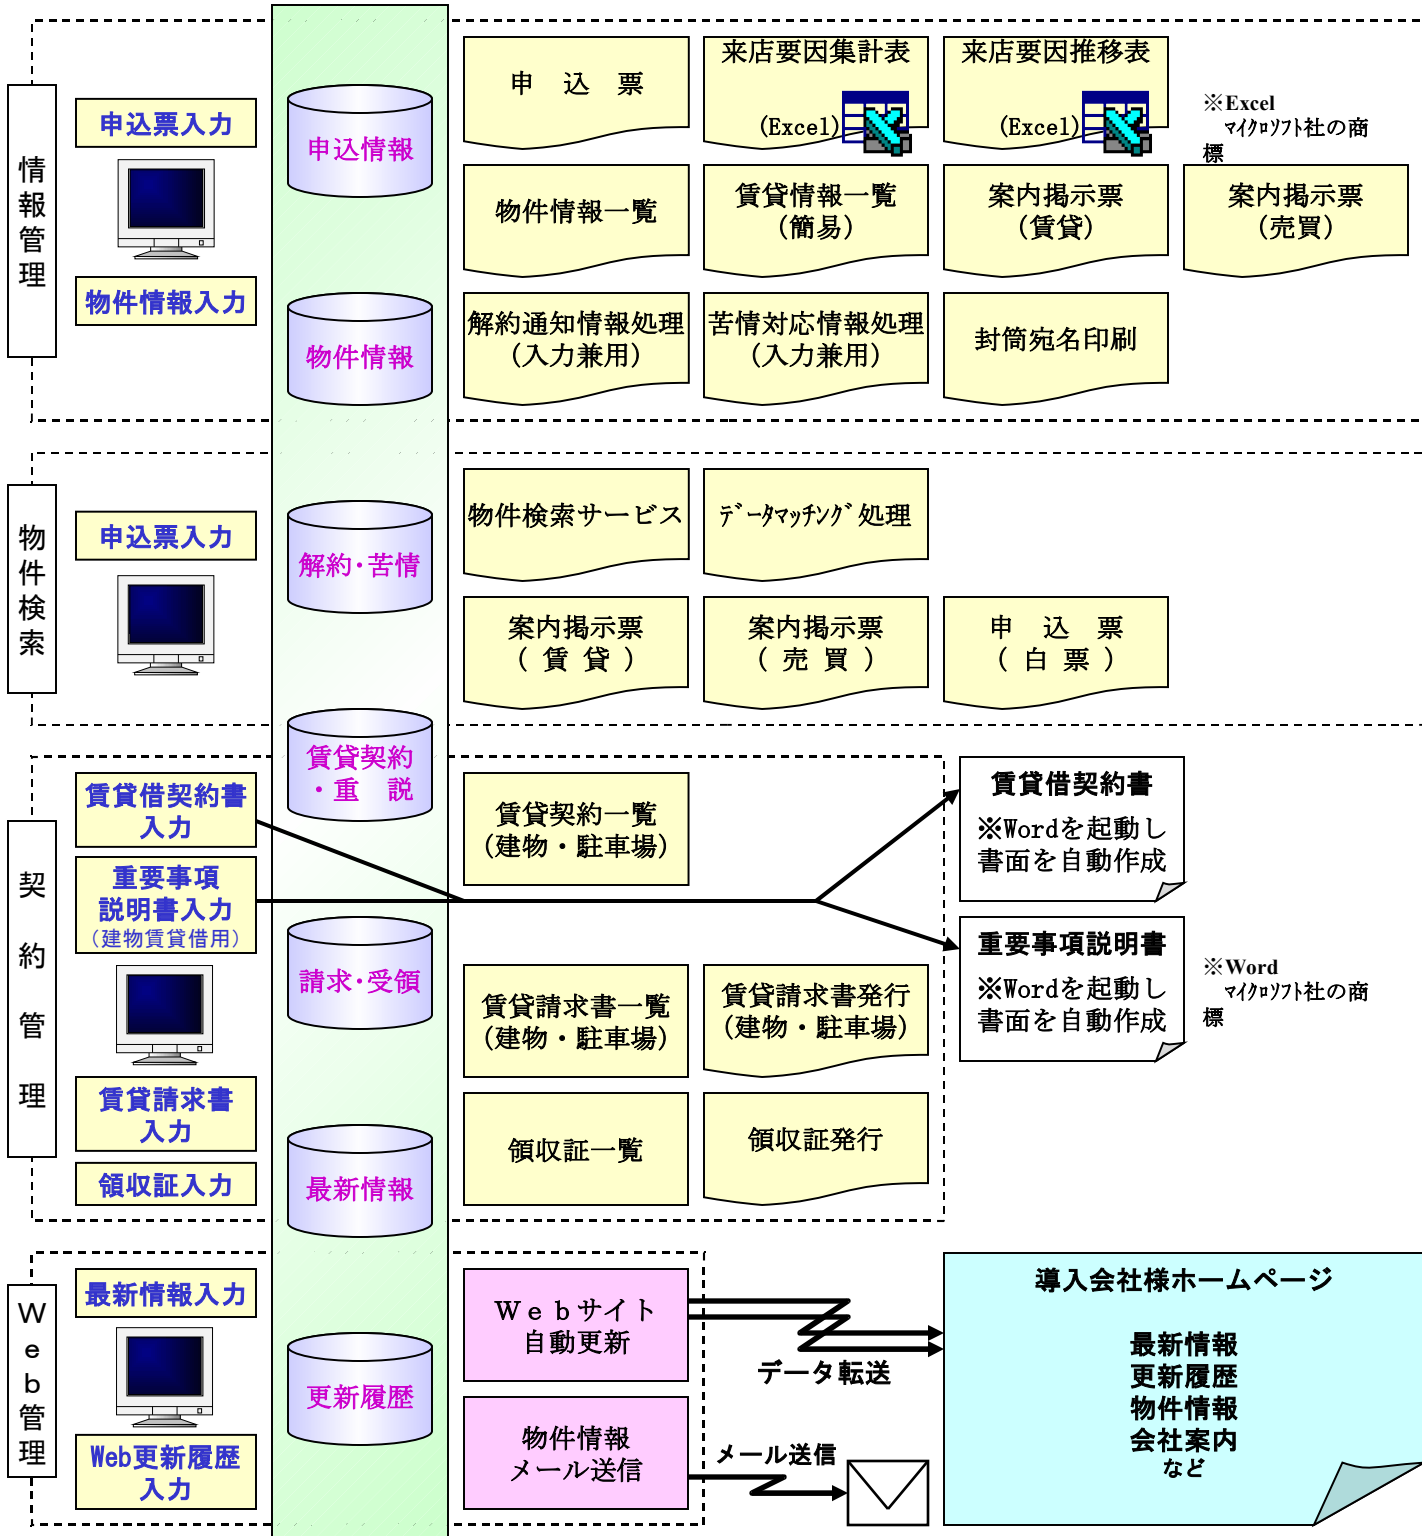 情報管理
申込票入力
物件情報入力
申込情報
物件情報
申　込　票
来店要因集計表
(Excel)
来店要因推移表
(Excel)
※Excel
ﾏｲｸﾛｿﾌﾄ社の商
標
物件情報一覧
賃貸情報一覧
(簡易)
案内掲示票
(賃貸)
案内掲示票
(売買)
解約通知情報処理
(入力兼用)
苦情対応情報処理
(入力兼用)
封筒宛名印刷
物件検索
申込票入力
解約・苦情
物件検索サービス
ﾃﾞｰﾀﾏｯﾁﾝｸﾞ処理
案内掲示票
( 賃 貸 )
案内掲示票
( 売 買 )
申　込　票
( 白 票 )
契約管理
賃貸借契約書
入力
重要事項
説明書入力
(建物賃貸借用)
賃貸請求書
入力
領収証入力
賃貸契約
・重　説
請求・受領
最新情報
賃貸契約一覧
(建物・駐車場)
賃貸借契約書
※Wordを起動し
書面を自動作成
重要事項説明書
※Wordを起動し
書面を自動作成
※Word
ﾏｲｸﾛｿﾌﾄ社の商
標
賃貸請求書一覧
(建物・駐車場)
賃貸請求書発行
(建物・駐車場)
領収証一覧
領収証発行
Ｗｅｂ管理
最新情報入力
Web更新履歴
入力
更新履歴
Ｗｅｂサイト
自動更新
データ転送
物件情報
メール送信
メール送信
導入会社様ホームページ
最新情報
更新履歴
物件情報
会社案内
など